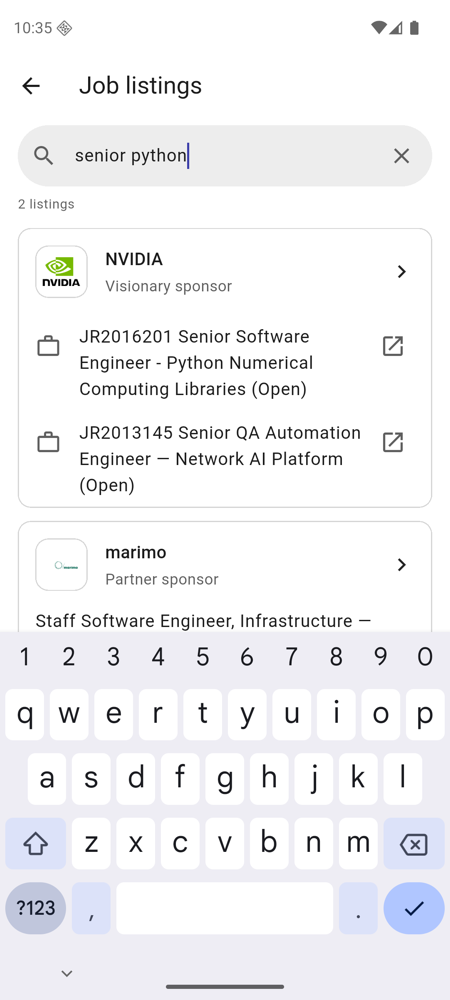 10:35
Job listings
senior python
2 listings
NVIDIA
NVIDIA
Visionary sponsor
JR2016201 Senior Software
Engineer - Python Numerical
Computing Libraries (Open)
JR2013145 Senior QA Automation
Engineer — Network AI Platform
(Open)
marimo
Partner sponsor
Staff Software Engineer, Infrastructure —
1 2 3 4 5 6 7 8 9 0
q w e r t y u i o p
a s d f g h j k l
z x c v b n m
?123 , .